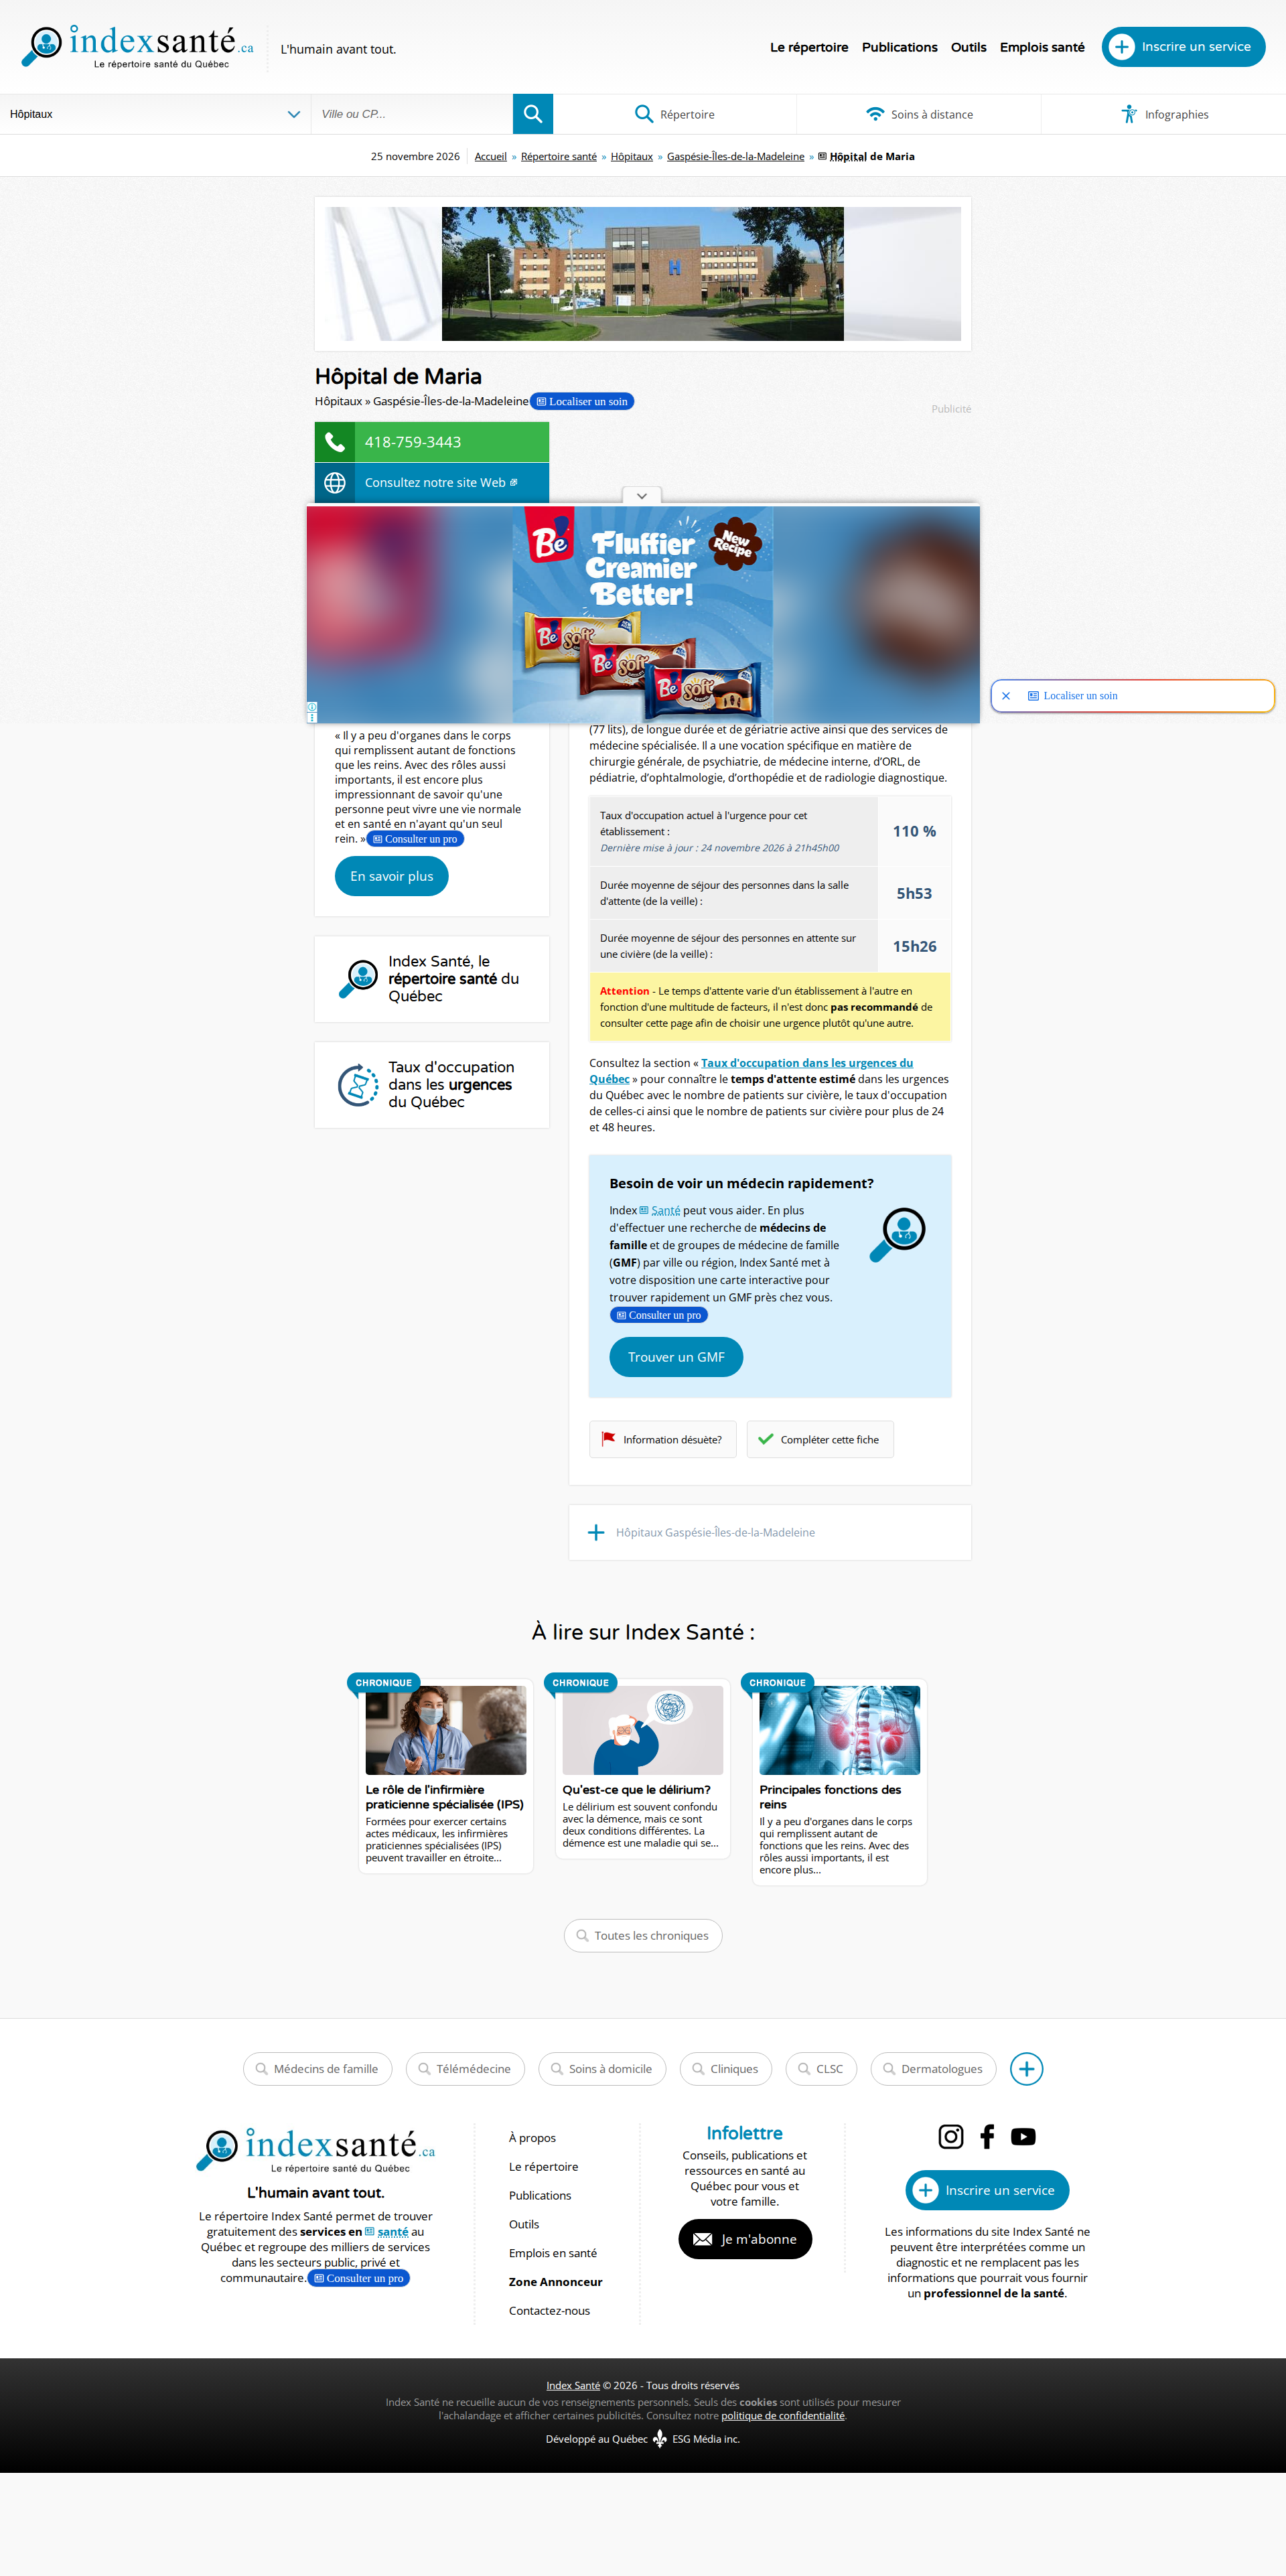 indexsanté.ca
Le répertoire santé du Québec
L'humain avant tout.
Le répertoire
Publications
Outils
Emplois santé
Inscrire un service
Hôpitaux
Ville ou CP...
Répertoire
Soins à distance
Infographies
25 novembre 2026
Accueil » Répertoire santé » Hôpitaux » Gaspésie-Îles-de-la-Madeleine » Hôpital de Maria
H
Hôpital de Maria
Hôpitaux » Gaspésie-Îles-de-la-Madeleine Localiser un soin
Publicité
418-759-3443
Consultez notre site Web
Be
Fluffier
Creamier
Better!
New
Recipe
Be Soft
Be Soft
Be Soft
Localiser un soin
« Il y a peu d'organes dans le corps
qui remplissent autant de fonctions
que les reins. Avec des rôles aussi
importants, il est encore plus
impressionnant de savoir qu'une
personne peut vivre une vie normale
et en santé en n'ayant qu'un seul
rein. » Consulter un pro
En savoir plus
Index Santé, le
répertoire santé du
Québec
Taux d'occupation
dans les urgences
du Québec
(77 lits), de longue durée et de gériatrie active ainsi que des services de
médecine spécialisée. Il a une vocation spécifique en matière de
chirurgie générale, de psychiatrie, de médecine interne, d’ORL, de
pédiatrie, d’ophtalmologie, d’orthopédie et de radiologie diagnostique.
Taux d'occupation actuel à l'urgence pour cet
établissement :
Dernière mise à jour : 24 novembre 2026 à 21h45h00
110 %
Durée moyenne de séjour des personnes dans la salle
d'attente (de la veille) :
5h53
Durée moyenne de séjour des personnes en attente sur
une civière (de la veille) :
15h26
Attention - Le temps d'attente varie d'un établissement à l'autre en
fonction d'une multitude de facteurs, il n'est donc pas recommandé de
consulter cette page afin de choisir une urgence plutôt qu'une autre.
Consultez la section « Taux d'occupation dans les urgences du
Québec » pour connaître le temps d'attente estimé dans les urgences
du Québec avec le nombre de patients sur civière, le taux d'occupation
de celles-ci ainsi que le nombre de patients sur civière pour plus de 24
et 48 heures.
Besoin de voir un médecin rapidement?
Index Santé peut vous aider. En plus
d'effectuer une recherche de médecins de
famille et de groupes de médecine de famille
(GMF) par ville ou région, Index Santé met à
votre disposition une carte interactive pour
trouver rapidement un GMF près chez vous.
Consulter un pro
Trouver un GMF
Information désuète?
Compléter cette fiche
Hôpitaux Gaspésie-Îles-de-la-Madeleine
À lire sur Index Santé :
CHRONIQUE
Le rôle de l'infirmière
praticienne spécialisée (IPS)
Formées pour exercer certains
actes médicaux, les infirmières
praticiennes spécialisées (IPS)
peuvent travailler en étroite...
CHRONIQUE
Qu'est-ce que le délirium?
Le délirium est souvent confondu
avec la démence, mais ce sont
deux conditions différentes. La
démence est une maladie qui se...
CHRONIQUE
Principales fonctions des
reins
Il y a peu d'organes dans le corps
qui remplissent autant de
fonctions que les reins. Avec des
rôles aussi importants, il est
encore plus...
Toutes les chroniques
Médecins de famille
Télémédecine
Soins à domicile
Cliniques
CLSC
Dermatologues
indexsanté.ca
Le répertoire santé du Québec
L'humain avant tout.
Le répertoire Index Santé permet de trouver
gratuitement des services en santé au
Québec et regroupe des milliers de services
dans les secteurs public, privé et
communautaire. Consulter un pro
À propos
Le répertoire
Publications
Outils
Emplois en santé
Zone Annonceur
Contactez-nous
Infolettre
Conseils, publications et
ressources en santé au
Québec pour vous et
votre famille.
Je m'abonne
Inscrire un service
Les informations du site Index Santé ne
peuvent être interprétées comme un
diagnostic et ne remplacent pas les
informations que pourrait vous fournir
un professionnel de la santé.
Index Santé © 2026 - Tous droits réservés
Index Santé ne recueille aucun de vos renseignements personnels. Seuls des cookies sont utilisés pour mesurer
l'achalandage et afficher certaines publicités. Consultez notre politique de confidentialité.
Développé au Québec ESG Média inc.